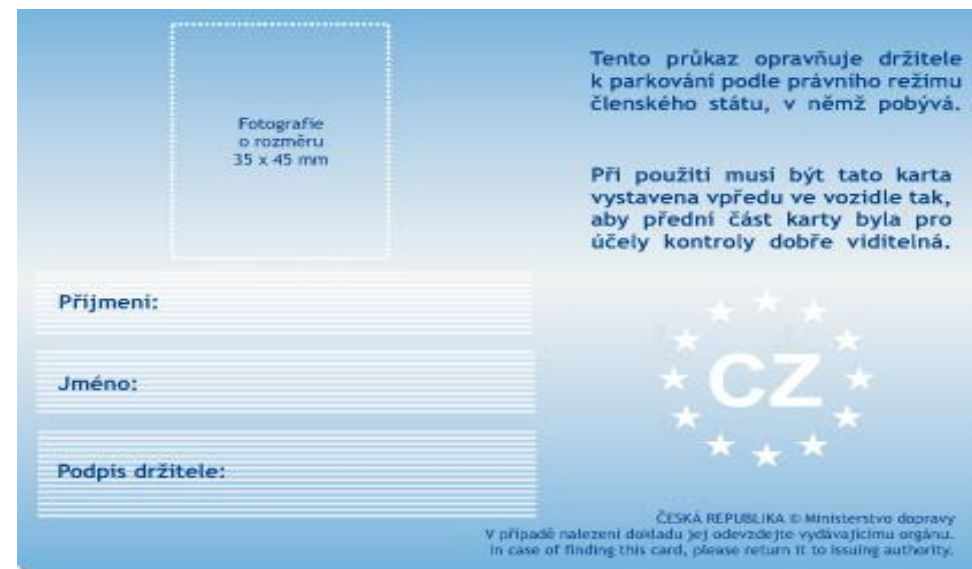 Fotografie
o rozměru
35 x 45 mm
Příjmení:
Jméno:
Podpis držitele:
Tento průkaz opravňuje držitele
k parkování podle právního režimu
členského státu, v němž pobývá.
Při použití musí být tato karta
vystavena vpředu ve vozidle tak,
aby přední část karty byla pro
účely kontroly dobře viditelná.
CZ
ČESKÁ REPUBLIKA © Ministerstvo dopravy
V případě nalezení dokladu jej odevzdejte vydávajícímu orgánu.
In case of finding this card, please return it to issuing authority.